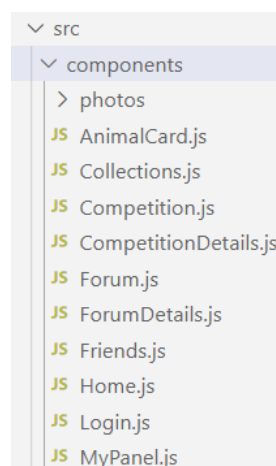 src
components
photos
JS AnimalCard.js
JS Collections.js
JS Competition.js
JS CompetitionDetails.js
JS Forum.js
JS ForumDetails.js
JS Friends.js
JS Home.js
JS Login.js
JS MyPanel.js